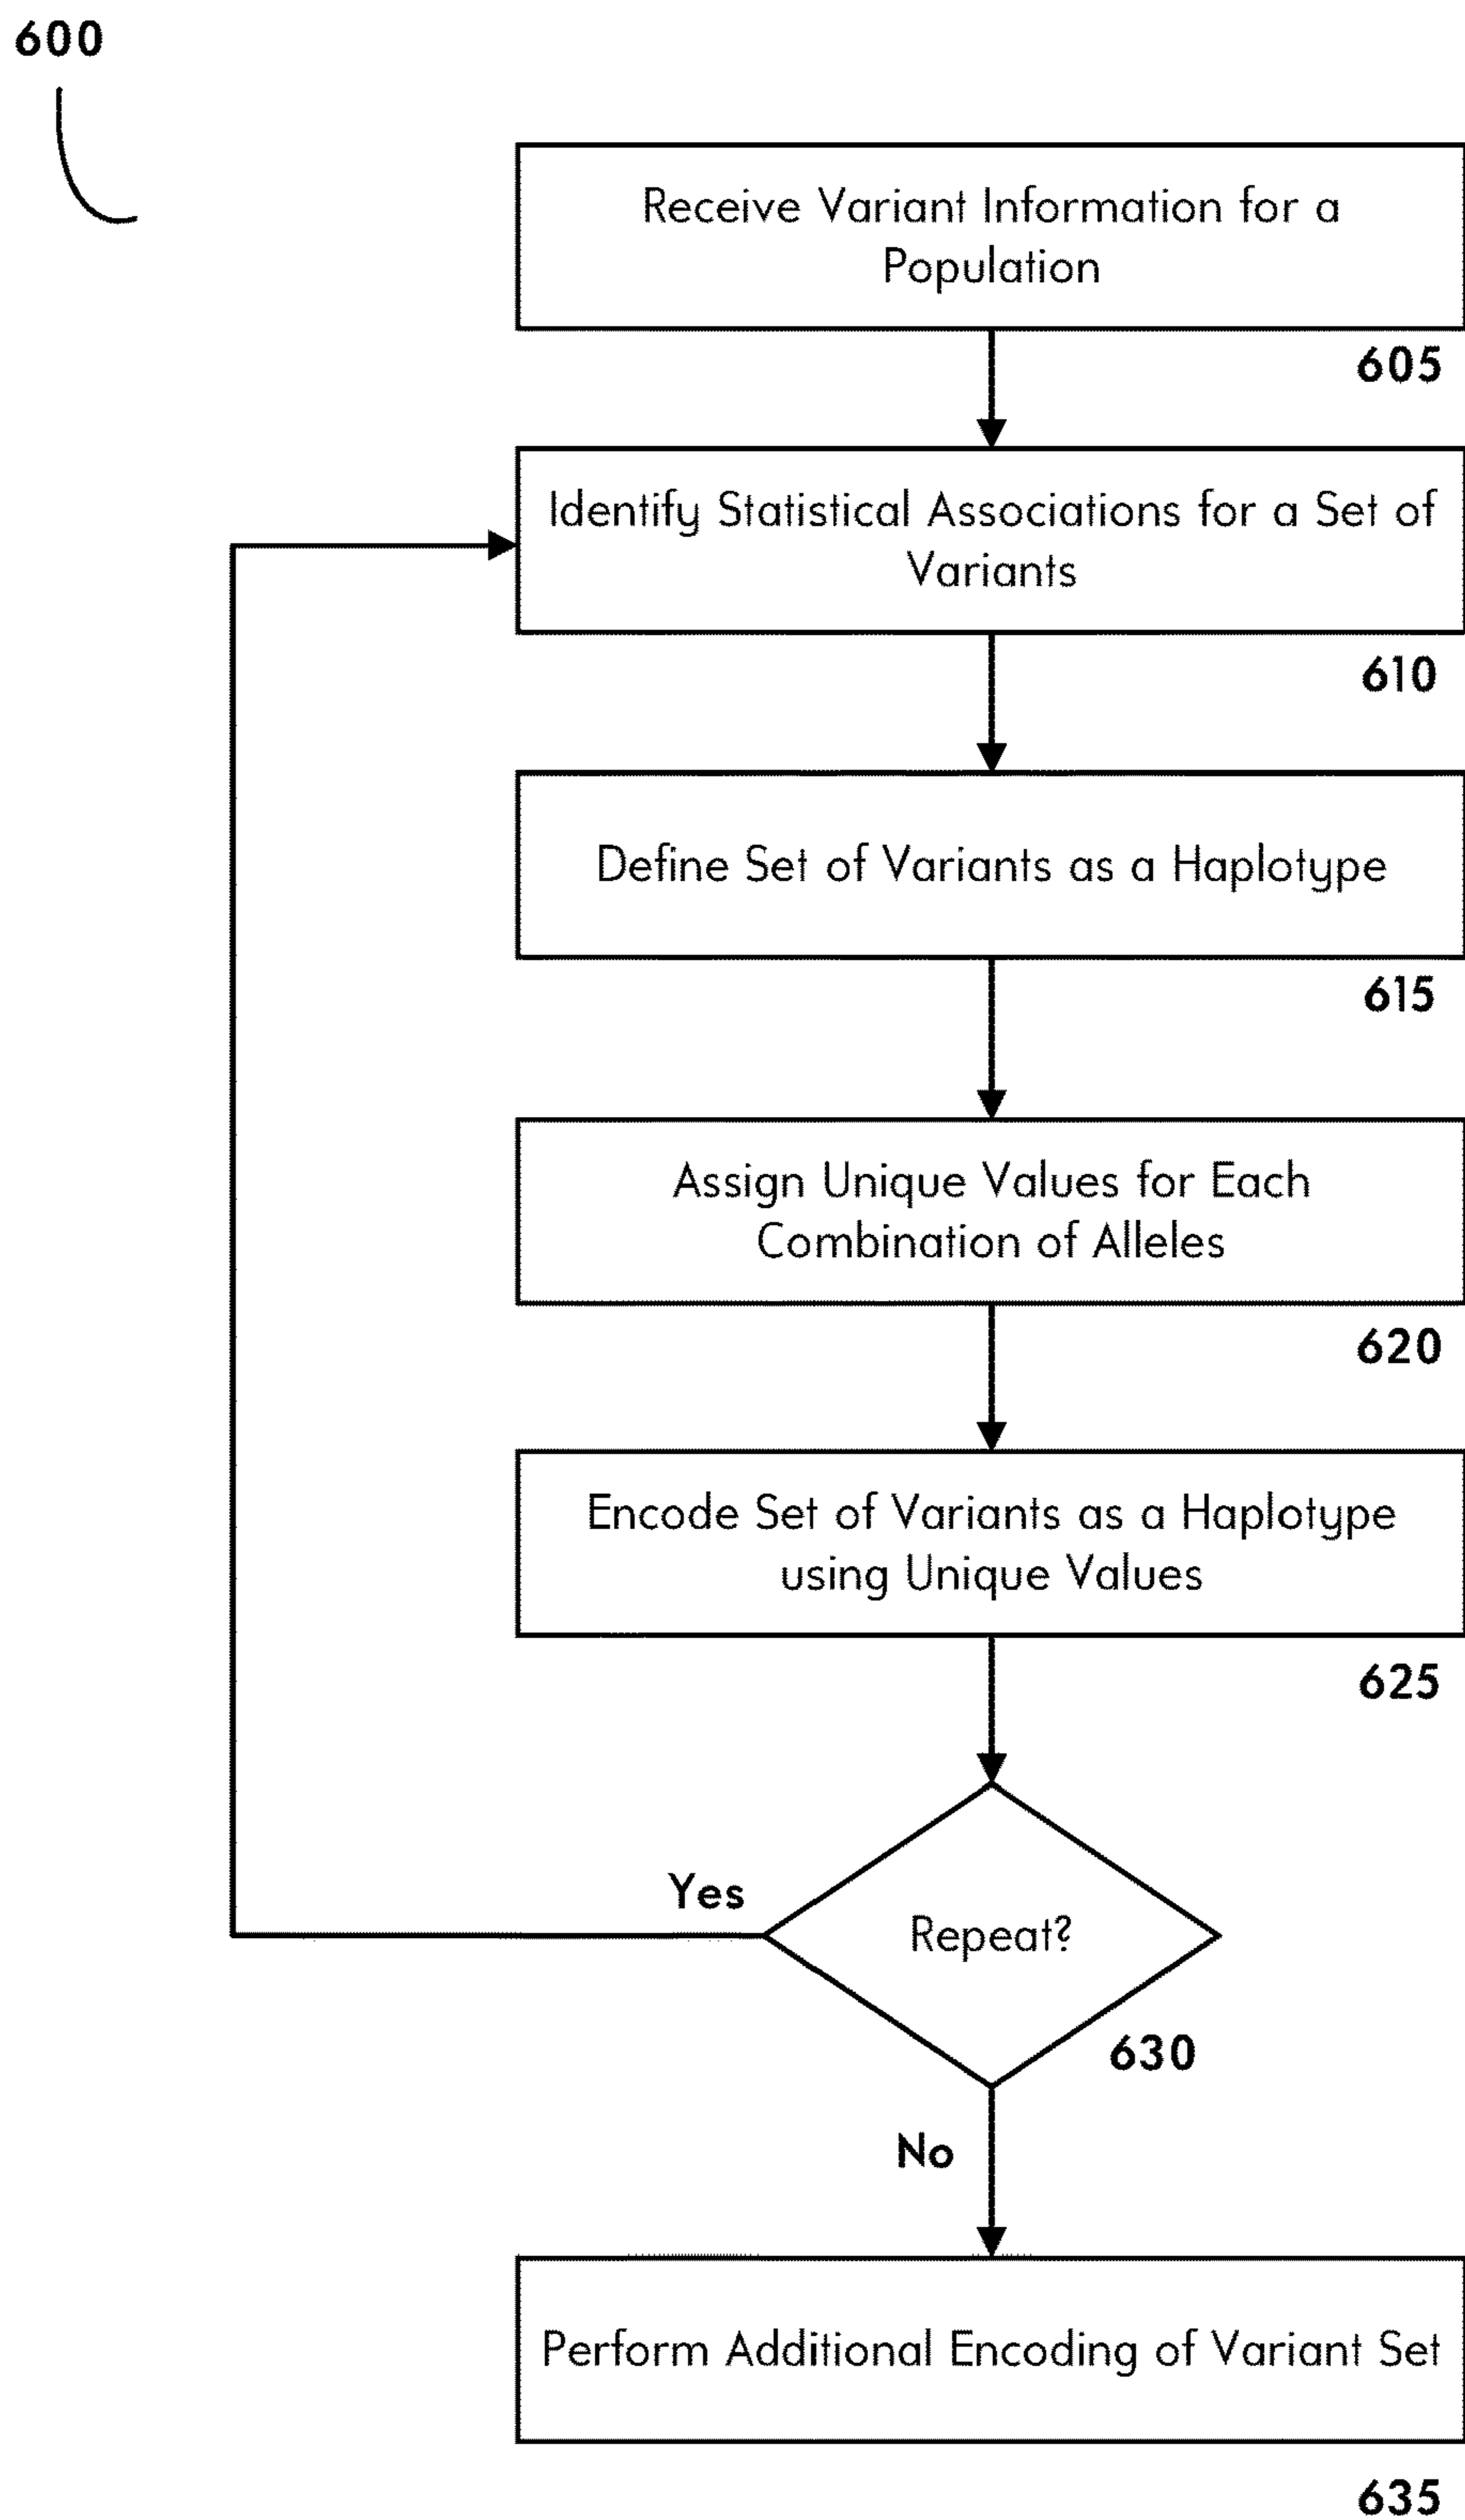 600
Receive Variant Information for a
Population
605
Identify Statistical Associations for a Set of
Variants
610
Define Set of Variants as a Haplotype
615
Assign Unique Values for Each
Combination of Alleles
620
Encode Set of Variants as a Haplotype
using Unique Values
625
Yes
Repeat?
630
No
Perform Additional Encoding of Variant Set
635